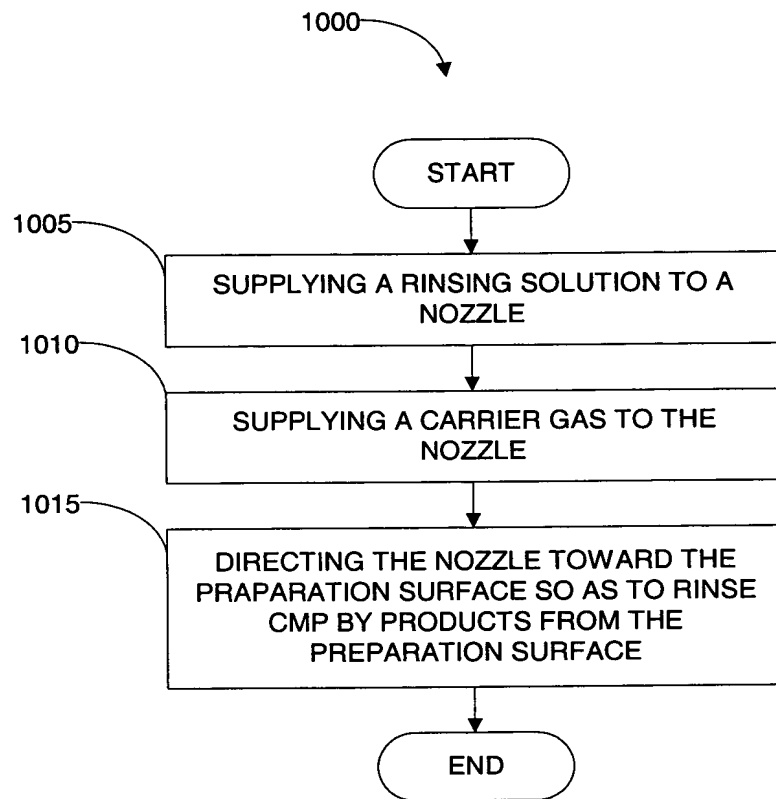 1000
START
1005
SUPPLYING A RINSING SOLUTION TO A
NOZZLE
1010
SUPPLYING A CARRIER GAS TO THE
NOZZLE
1015
DIRECTING THE NOZZLE TOWARD THE
PRAPARATION SURFACE SO AS TO RINSE
CMP BY PRODUCTS FROM THE
PREPARATION SURFACE
END